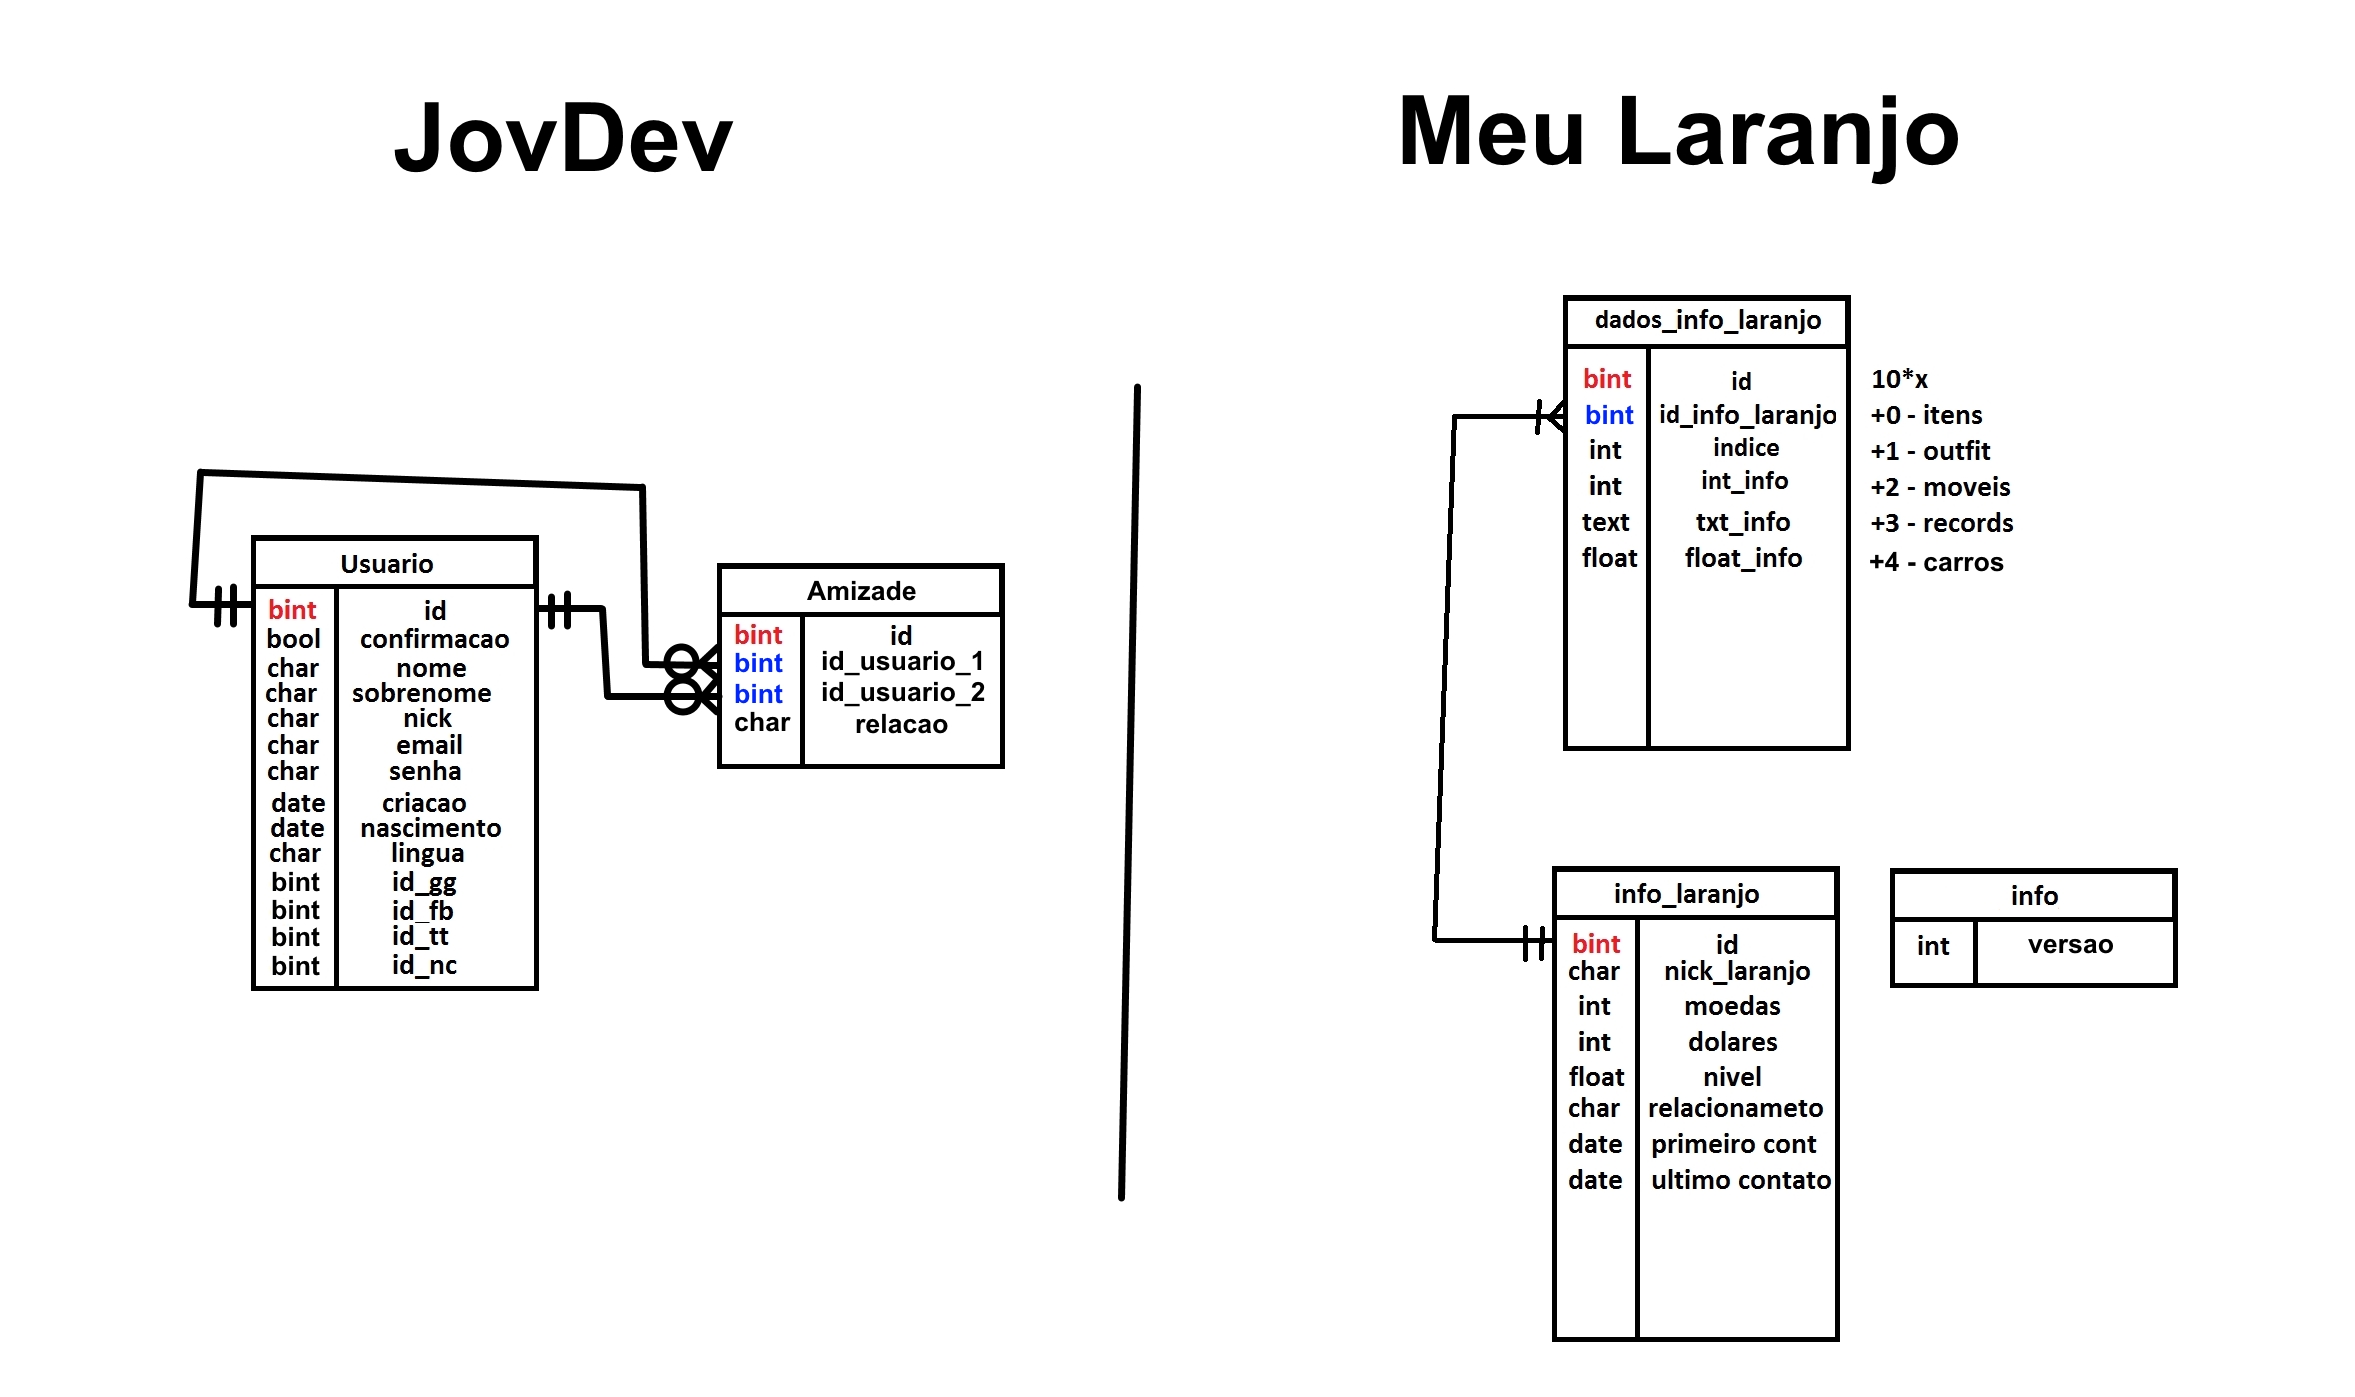 JovDev
Meu Laranjo
Usuario
bint id
bool confirmacao
char nome
char sobrenome
char nick
char email
char senha
date criacao
date nascimento
char lingua
bint id_gg
bint id_fb
bint id_tt
bint id_nc
Amizade
bint id
bint id_usuario_1
bint id_usuario_2
char relacao
dados_info_laranjo
bint id 10*x
bint id_info_laranjo +0 - itens
int indice +1 - outfit
int int_info +2 - moveis
text txt_info +3 - records
float float_info +4 - carros
info_laranjo
bint id
char nick_laranjo
int moedas
int dolares
float nivel
char relacionameto
date primeiro cont
date ultimo contato
info
int versao